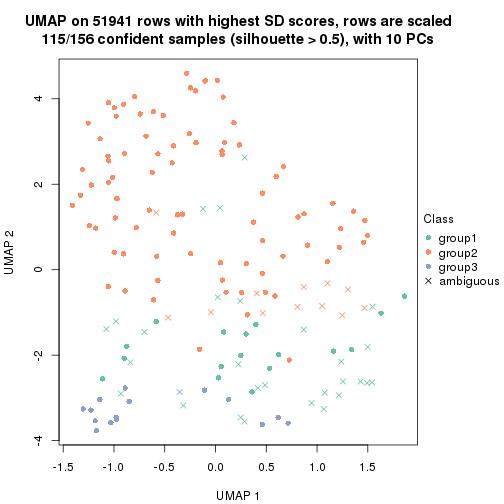 UMAP on 51941 rows with highest SD scores, rows are scaled
115/156 confident samples (silhouette > 0.5), with 10 PCs
4
2
0
-2
-4
UMAP 2
-1.5 -1.0 -0.5 0.0 0.5 1.0 1.5
UMAP 1
Class
group1
group2
group3
ambiguous